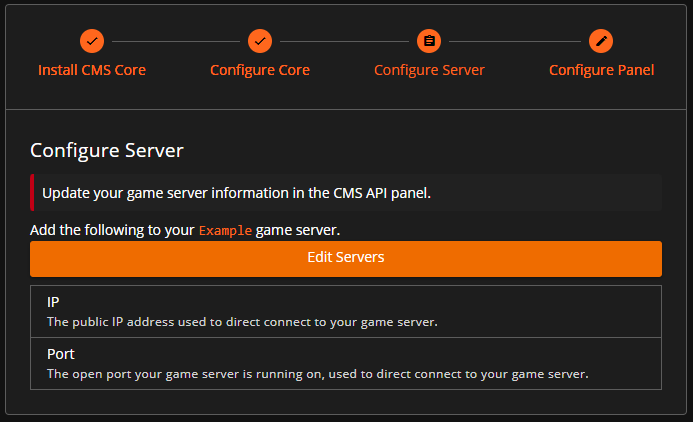 Install CMS Core
Configure Core
Configure Server
Configure Panel
Configure Server
Update your game server information in the CMS API panel.
Add the following to your Example game server.
Edit Servers
IP
The public IP address used to direct connect to your game server.
Port
The open port your game server is running on, used to direct connect to your game server.